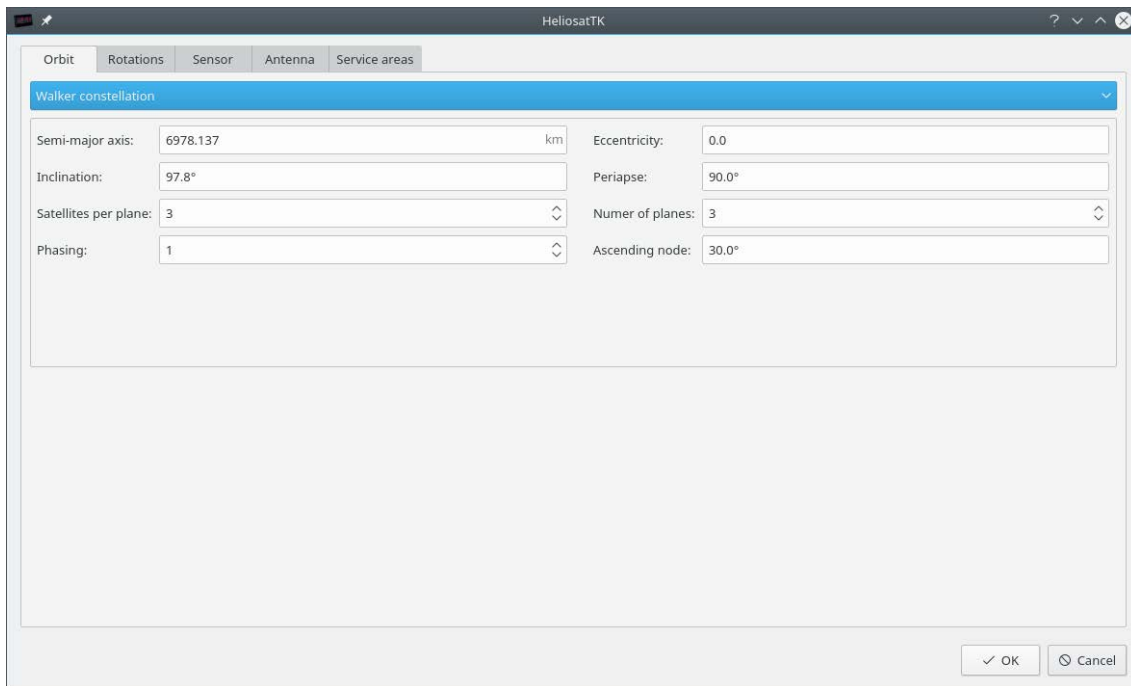 HeliosatTK
Orbit Rotations Sensor Antenna Service areas
Walker constellation
Semi-major axis: 6978.137 km Eccentricity: 0.0
Inclination: 97.8° Periapse: 90.0°
Satellites per plane: 3 Numer of planes: 3
Phasing: 1 Ascending node: 30.0°
OK Cancel